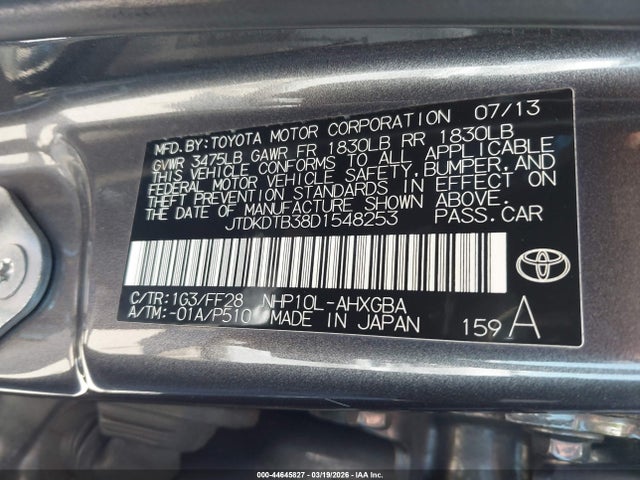 MFD. BY: TOYOTA MOTOR CORPORATION 07/13
GVWR 3475LB GAWR FR 1830LB RR 1830LB
THIS VEHICLE CONFORMS TO ALL APPLICABLE
FEDERAL MOTOR VEHICLE SAFETY, BUMPER, AND
THEFT PREVENTION STANDARDS IN EFFECT ON
THE DATE OF MANUFACTURE SHOWN ABOVE.
JTDKDTB38D1548253 PASS.CAR
C/TR:1G3/FF28 NHP10L-AHXGBA
A/TM:-01A/P510 MADE IN JAPAN 159 A
000-44645827 - 03/19/2026 - IAA Inc.